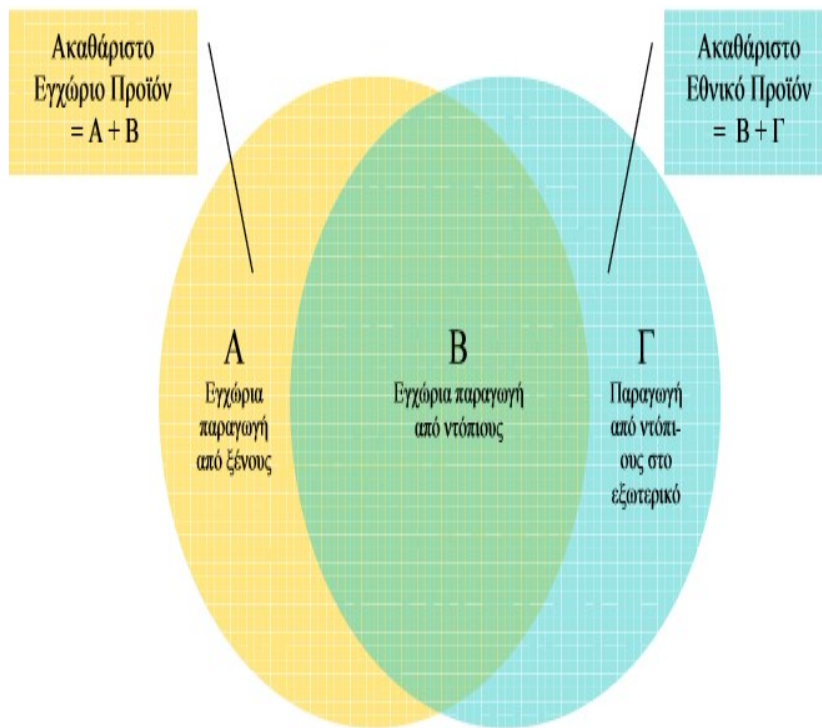 Ακαθάριστο
Εγχώριο Προϊόν
= Α + Β
Ακαθάριστο
Εθνικό Προϊόν
= Β + Γ
Α
Εγχώρια
παραγωγή
από ξένους
Β
Εγχώρια παραγωγή
από ντόπιους
Γ
Παραγωγή
από ντόπι-
ους στο
εξωτερικό